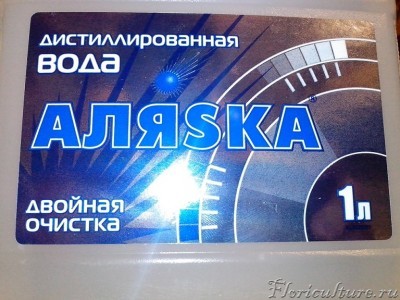 ДИСТИЛЛИРОВАННАЯ
ВОДА
АЛЯSKA
ДВОЙНАЯ
ОЧИСТКА
1л
Floriculture.ru